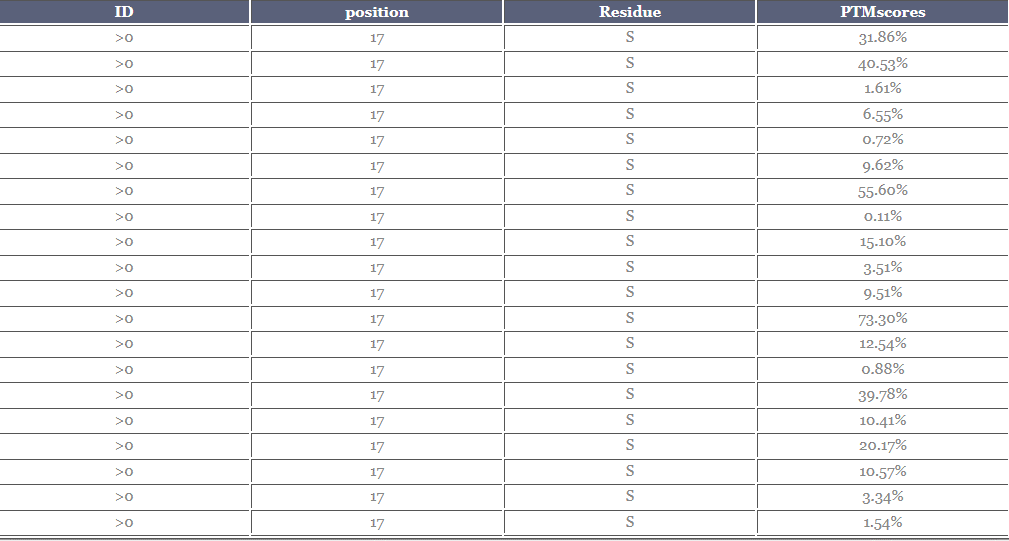 ID position Residue PTMscores
>0 17 S 31.86%
>0 17 S 40.53%
>0 17 S 1.61%
>0 17 S 6.55%
>0 17 S 0.72%
>0 17 S 9.62%
>0 17 S 55.60%
>0 17 S 0.11%
>0 17 S 15.10%
>0 17 S 3.51%
>0 17 S 9.51%
>0 17 S 73.30%
>0 17 S 12.54%
>0 17 S 0.88%
>0 17 S 39.78%
>0 17 S 10.41%
>0 17 S 20.17%
>0 17 S 10.57%
>0 17 S 3.34%
>0 17 S 1.54%